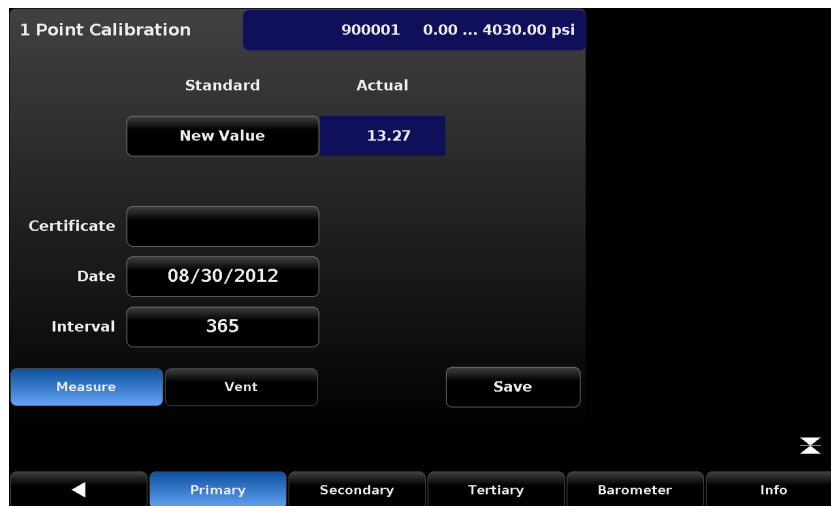 1 Point Calibration 900001 0.00 ... 4030.00 psi
Standard Actual
New Value 13.27
Certificate
Date 08/30/2012
Interval 365
Measure Vent Save
Primary Secondary Tertiary Barometer Info